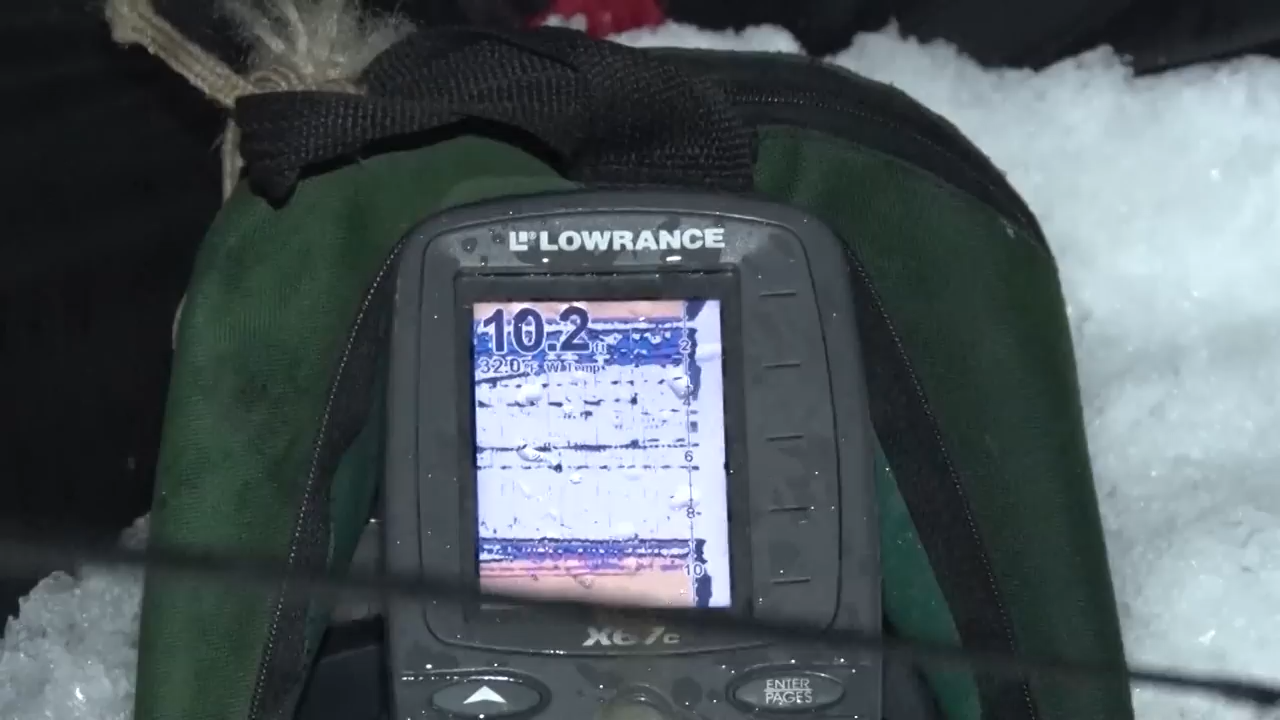 LOWRANCE
10.2 ft
32.0°F W Temp
2
6
8
10
X67c
ENTER
PAGES